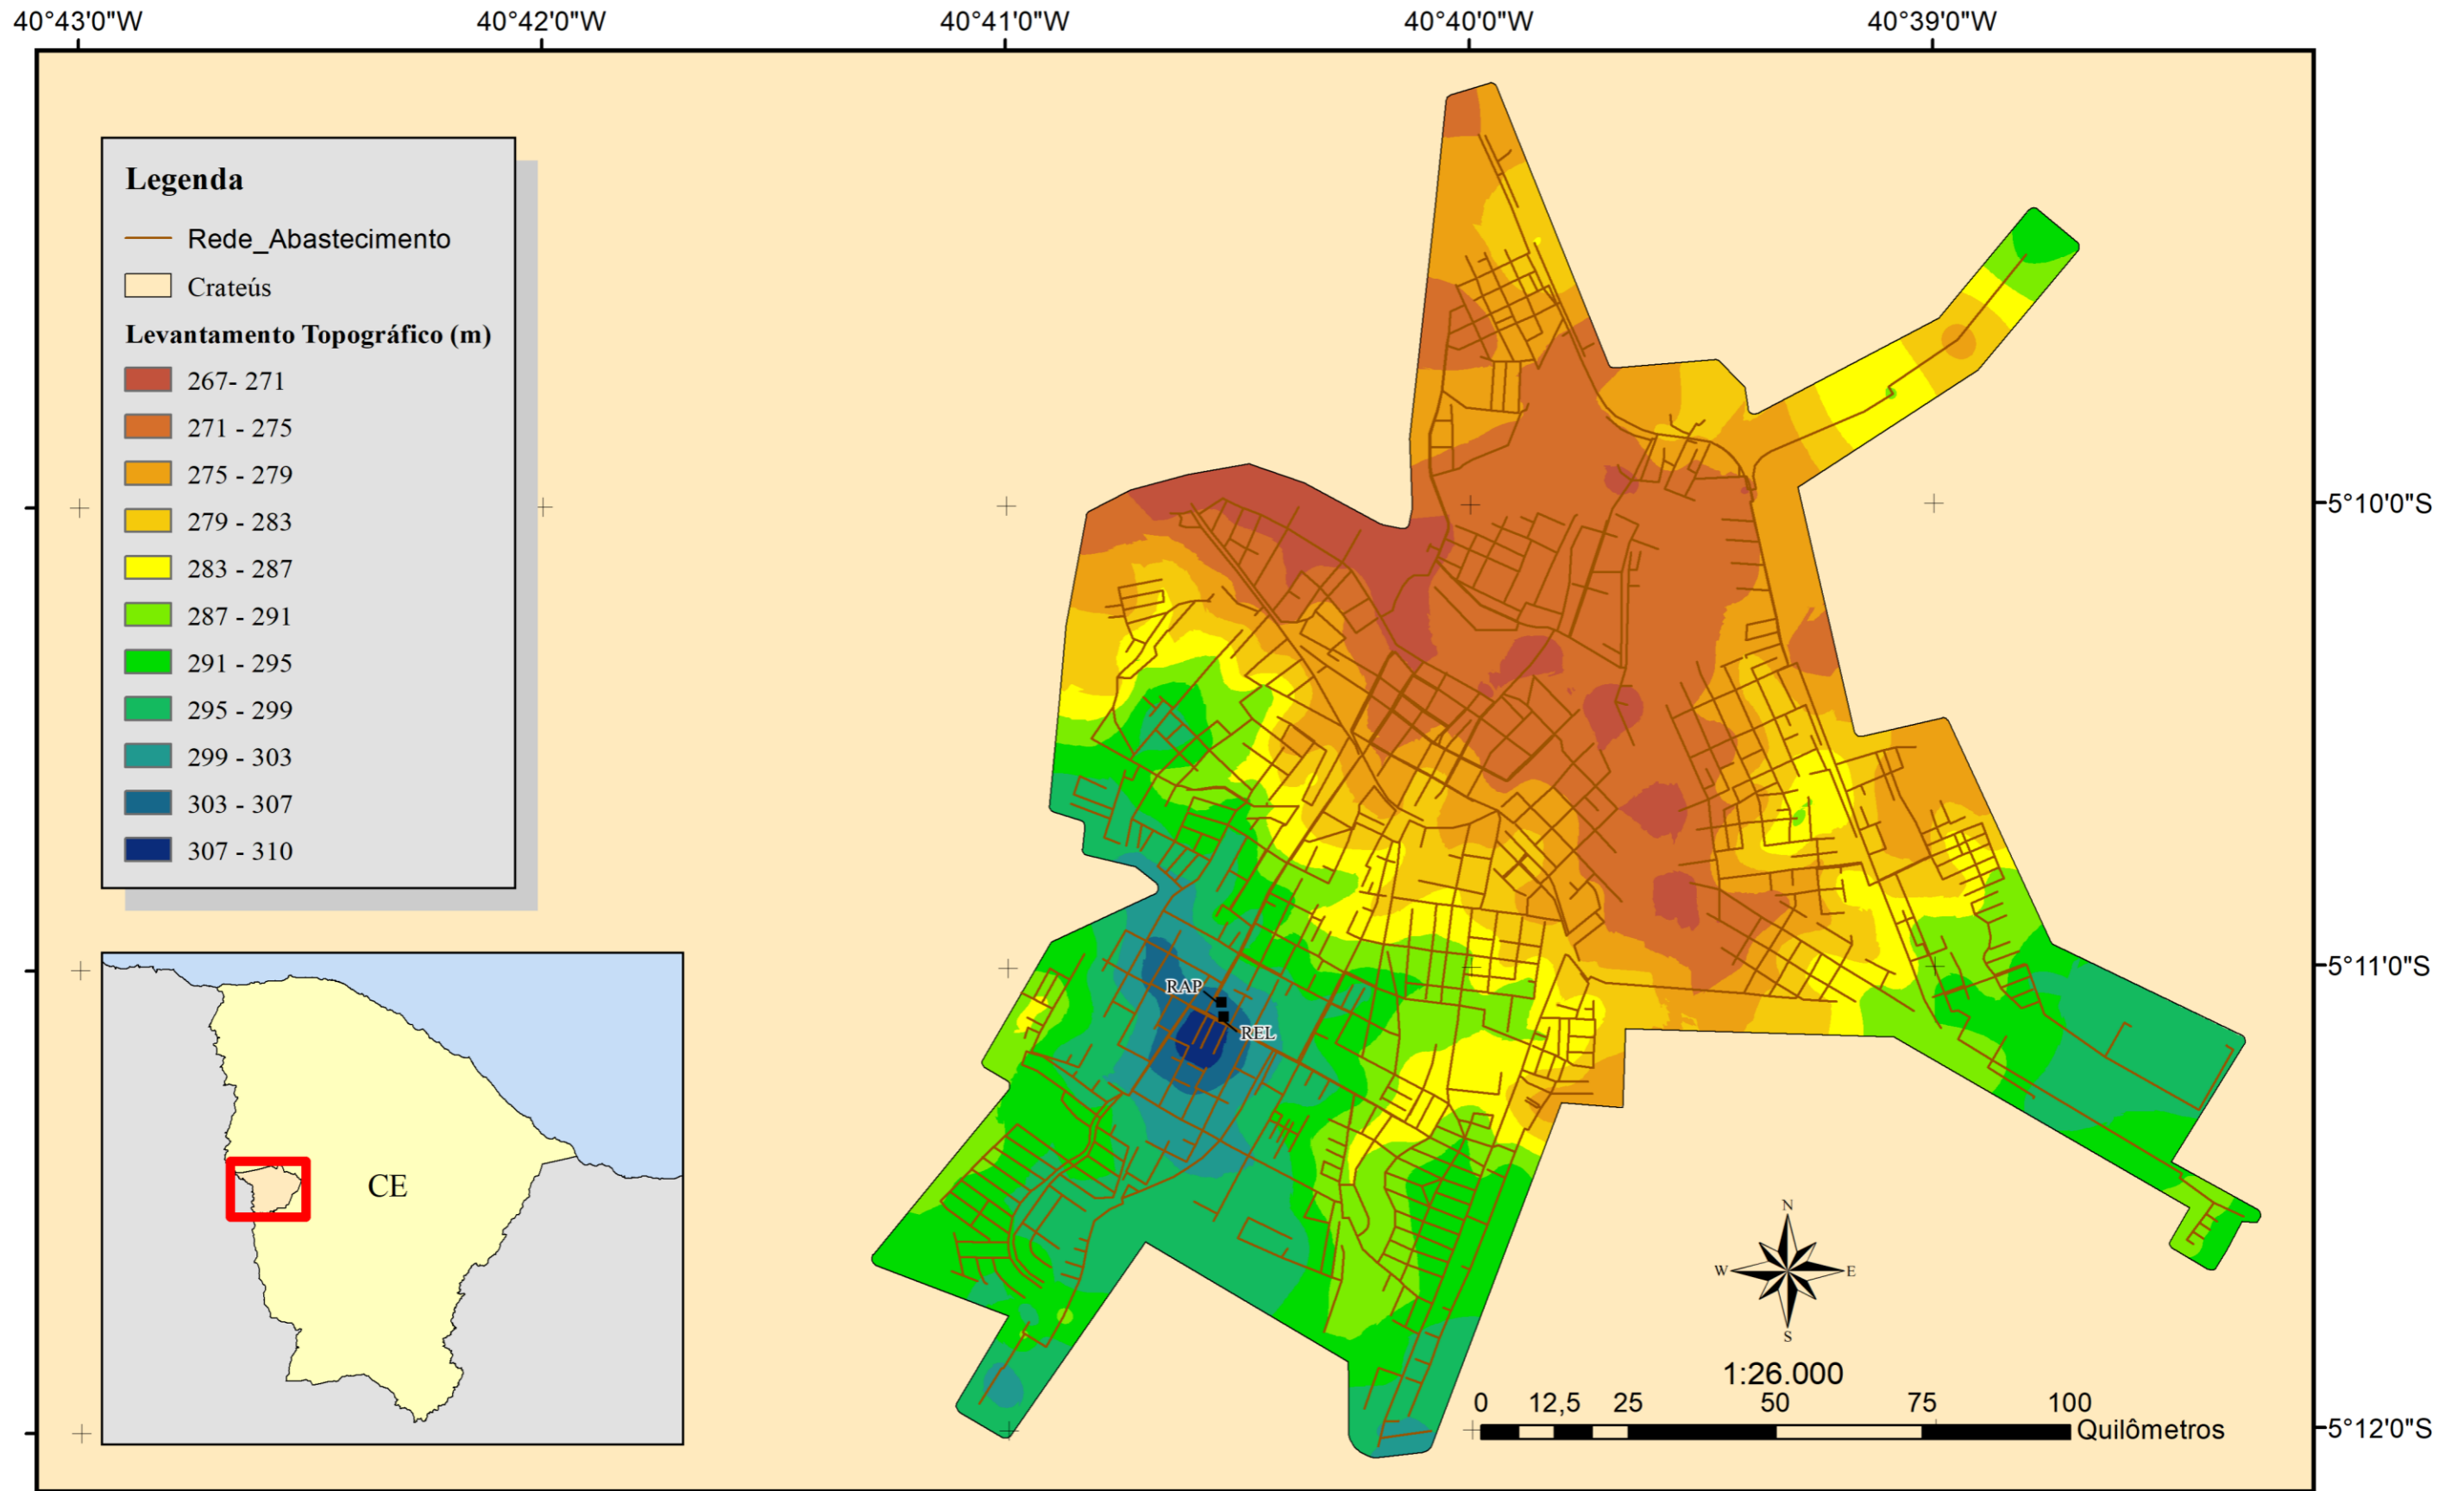 40°43'0"W 40°42'0"W 40°41'0"W 40°40'0"W 40°39'0"W
Legenda
Rede_Abastecimento
Crateús
Levantamento Topográfico (m)
267- 271
271 - 275
275 - 279
279 - 283
283 - 287
287 - 291
291 - 295
295 - 299
299 - 303
303 - 307
307 - 310
5°10'0"S
5°11'0"S
RAP
REL
CE
N
W E
S
1:26.000
0 12,5 25 50 75 100
Quilômetros
5°12'0"S